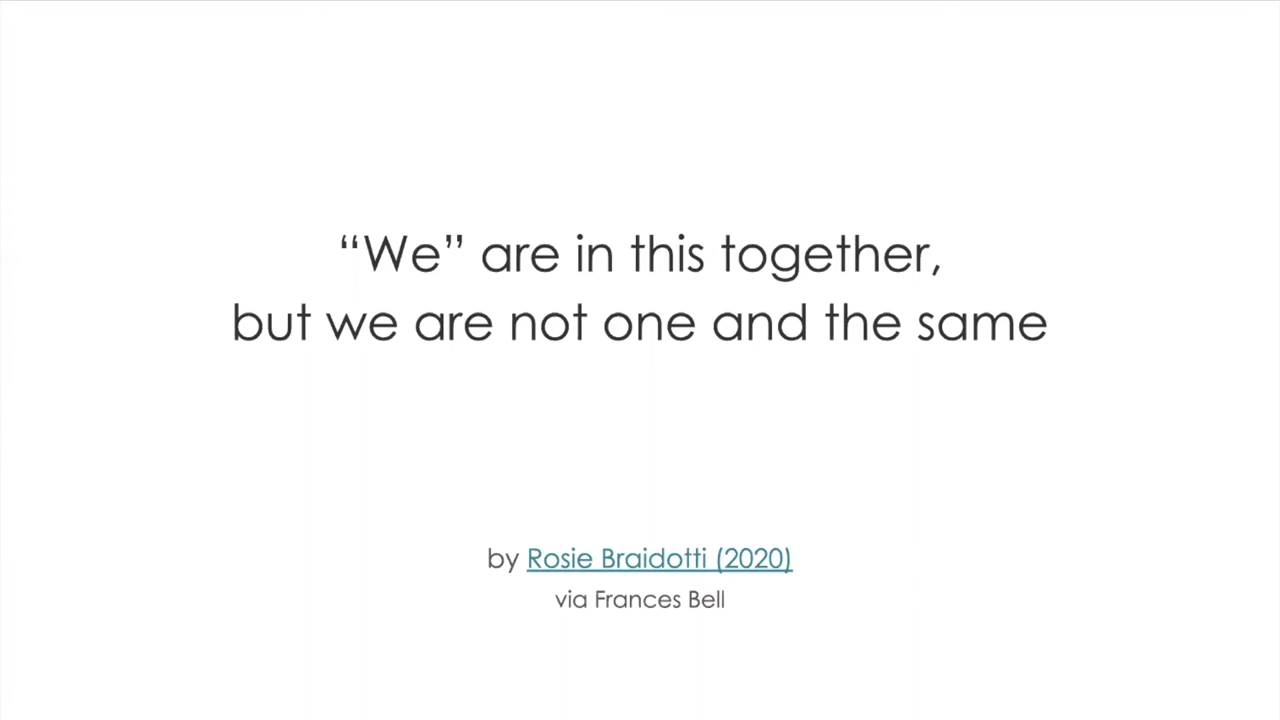 “We” are in this together,
but we are not one and the same
by Rosie Braidotti (2020)
via Frances Bell